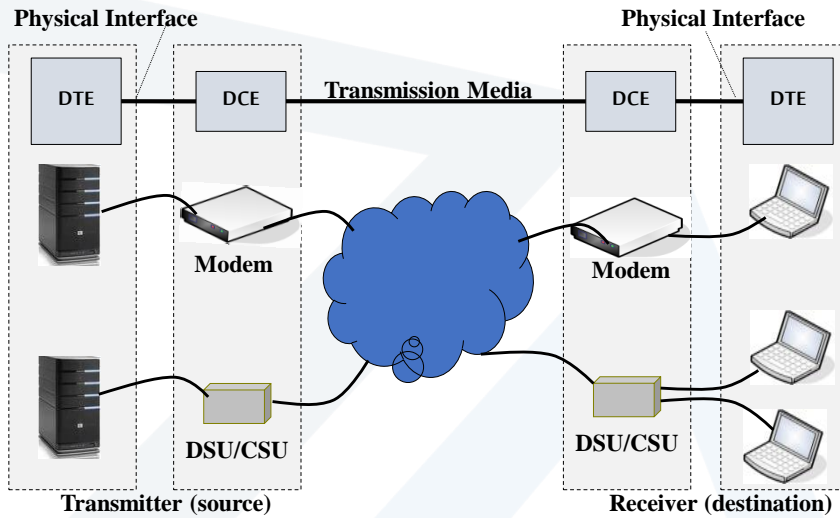 Physical Interface
Physical Interface
DTE
DCE
Transmission Media
DCE
DTE
Modem
Modem
DSU/CSU
DSU/CSU
Transmitter (source)
Receiver (destination)